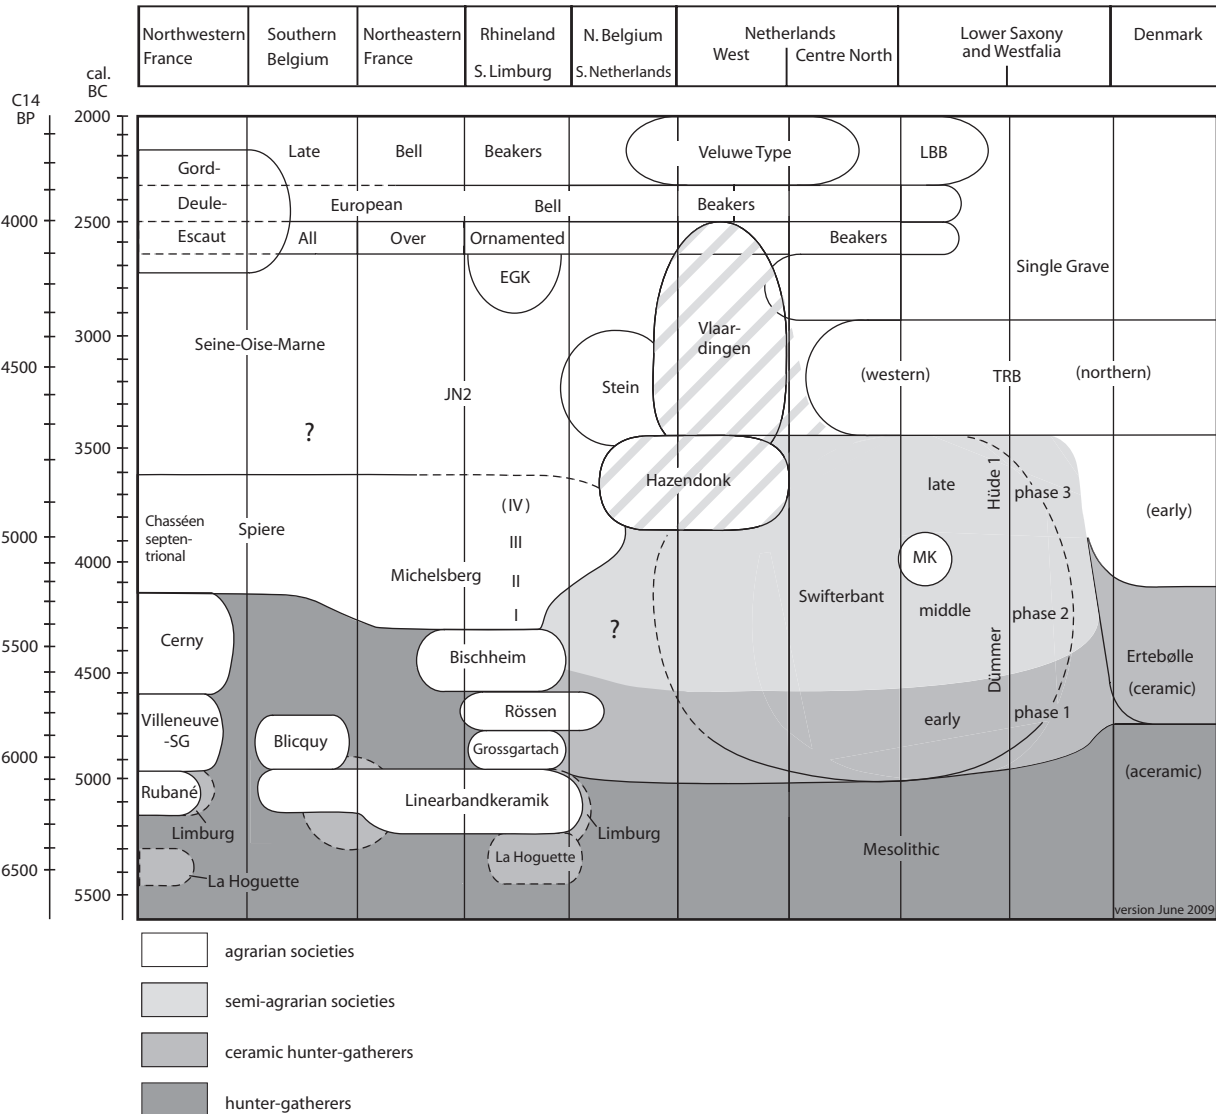 Northwestern France
Southern Belgium
Northeastern France
Rhineland
S. Limburg
N. Belgium
S. Netherlands
Netherlands
West
Centre North
Lower Saxony and Westfalia
Denmark
cal. BC
C14 BP
2000
2500
3000
3500
4000
4500
5000
5500
4000
4500
5000
5500
6000
6500
Late Bell Beakers
Veluwe Type
LBB
Gord-
Deule-
Escaut
European Bell Beakers
All Over Ornamented Beakers
EGK
Single Grave
Seine-Oise-Marne
Vlaar-
dingen
Stein
JN2
(western) TRB (northern)
?
Hazendonk
late
Hüde 1
phase 3
(early)
Chasséen
septen-
trional
Spiere
(IV)
III
II
I
Michelsberg
MK
Swifterbant
middle
phase 2
Dümmer
?
Cerny
Bischheim
Ertebølle
(ceramic)
Villeneuve
-SG
Blicquy
Rössen
Grossgartach
early
phase 1
(aceramic)
Rubané
Linearbandkeramik
Limburg
Limburg
La Hoguette
La Hoguette
Mesolithic
version June 2009
agrarian societies
semi-agrarian societies
ceramic hunter-gatherers
hunter-gatherers